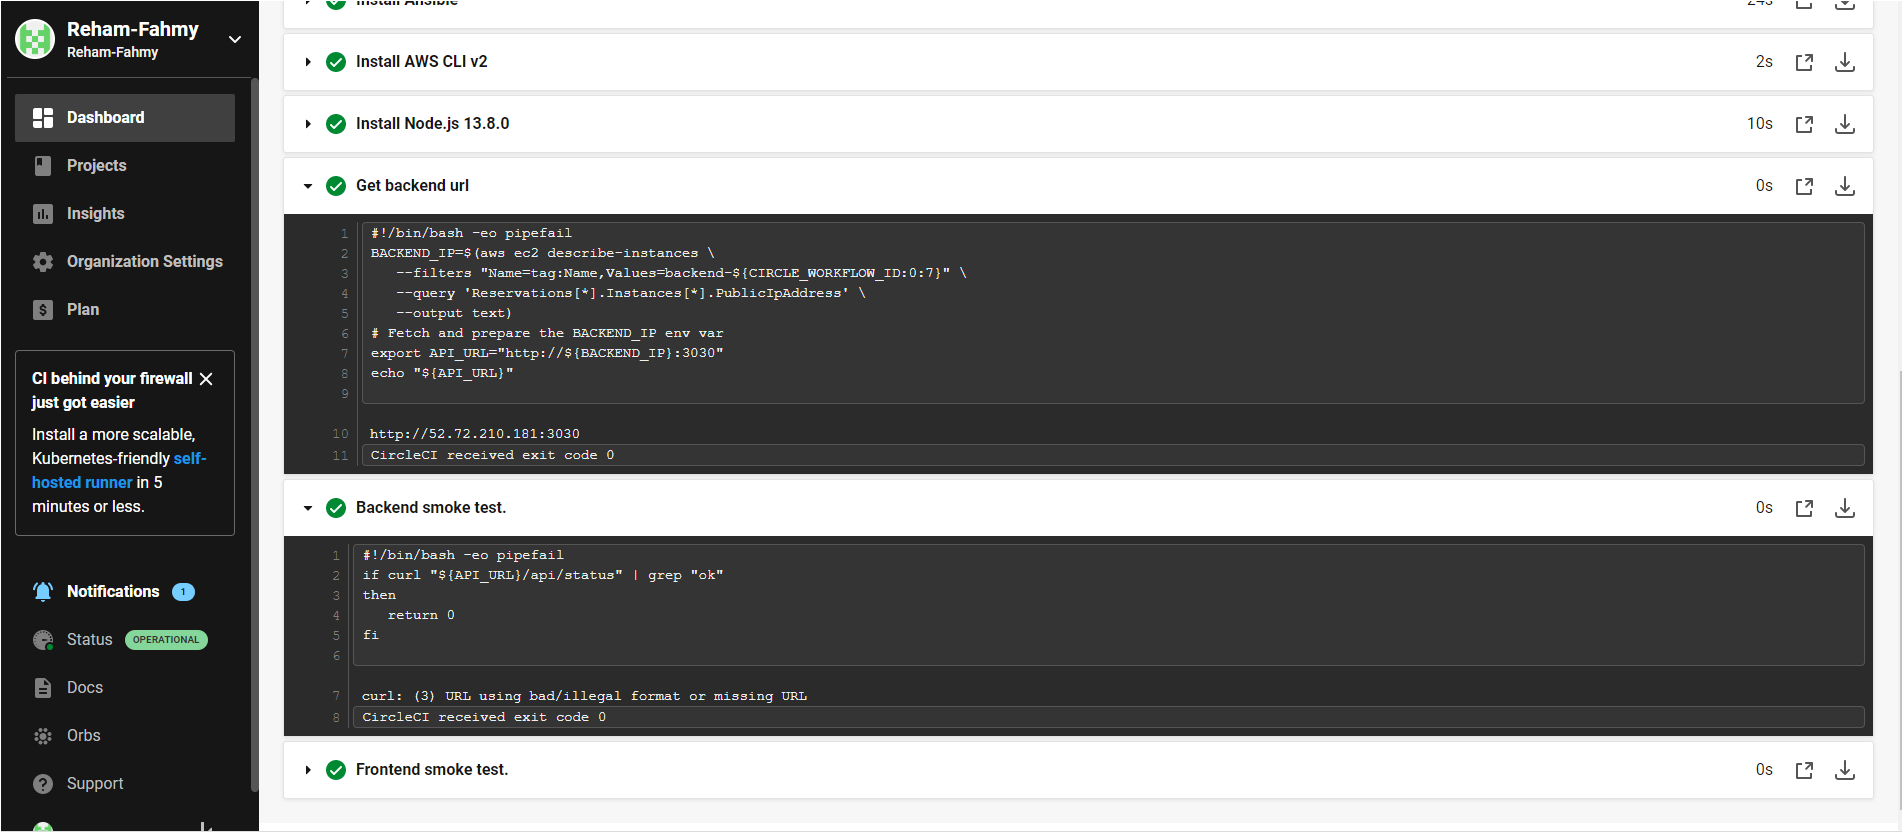 Reham-Fahmy
Reham-Fahmy
Dashboard
Projects
Insights
Organization Settings
Plan
CI behind your firewall
just got easier
Install a more scalable,
Kubernetes-friendly self-
hosted runner in 5
minutes or less.
Notifications 1
Status OPERATIONAL
Docs
Orbs
Support
Install Ansible 24s
Install AWS CLI v2 2s
Install Node.js 13.8.0 10s
Get backend url 0s
1 #!/bin/bash -eo pipefail
2 BACKEND_IP=$(aws ec2 describe-instances \
3 --filters "Name=tag:Name,Values=backend-${CIRCLE_WORKFLOW_ID:0:7}" \
4 --query 'Reservations[*].Instances[*].PublicIpAddress' \
5 --output text)
6 # Fetch and prepare the BACKEND_IP env var
7 export API_URL="http://${BACKEND_IP}:3030"
8 echo "${API_URL}"
9
10 http://52.72.210.181:3030
11 CircleCI received exit code 0
Backend smoke test. 0s
1 #!/bin/bash -eo pipefail
2 if curl "${API_URL}/api/status" | grep "ok"
3 then
4 return 0
5 fi
6
7 curl: (3) URL using bad/illegal format or missing URL
8 CircleCI received exit code 0
Frontend smoke test. 0s